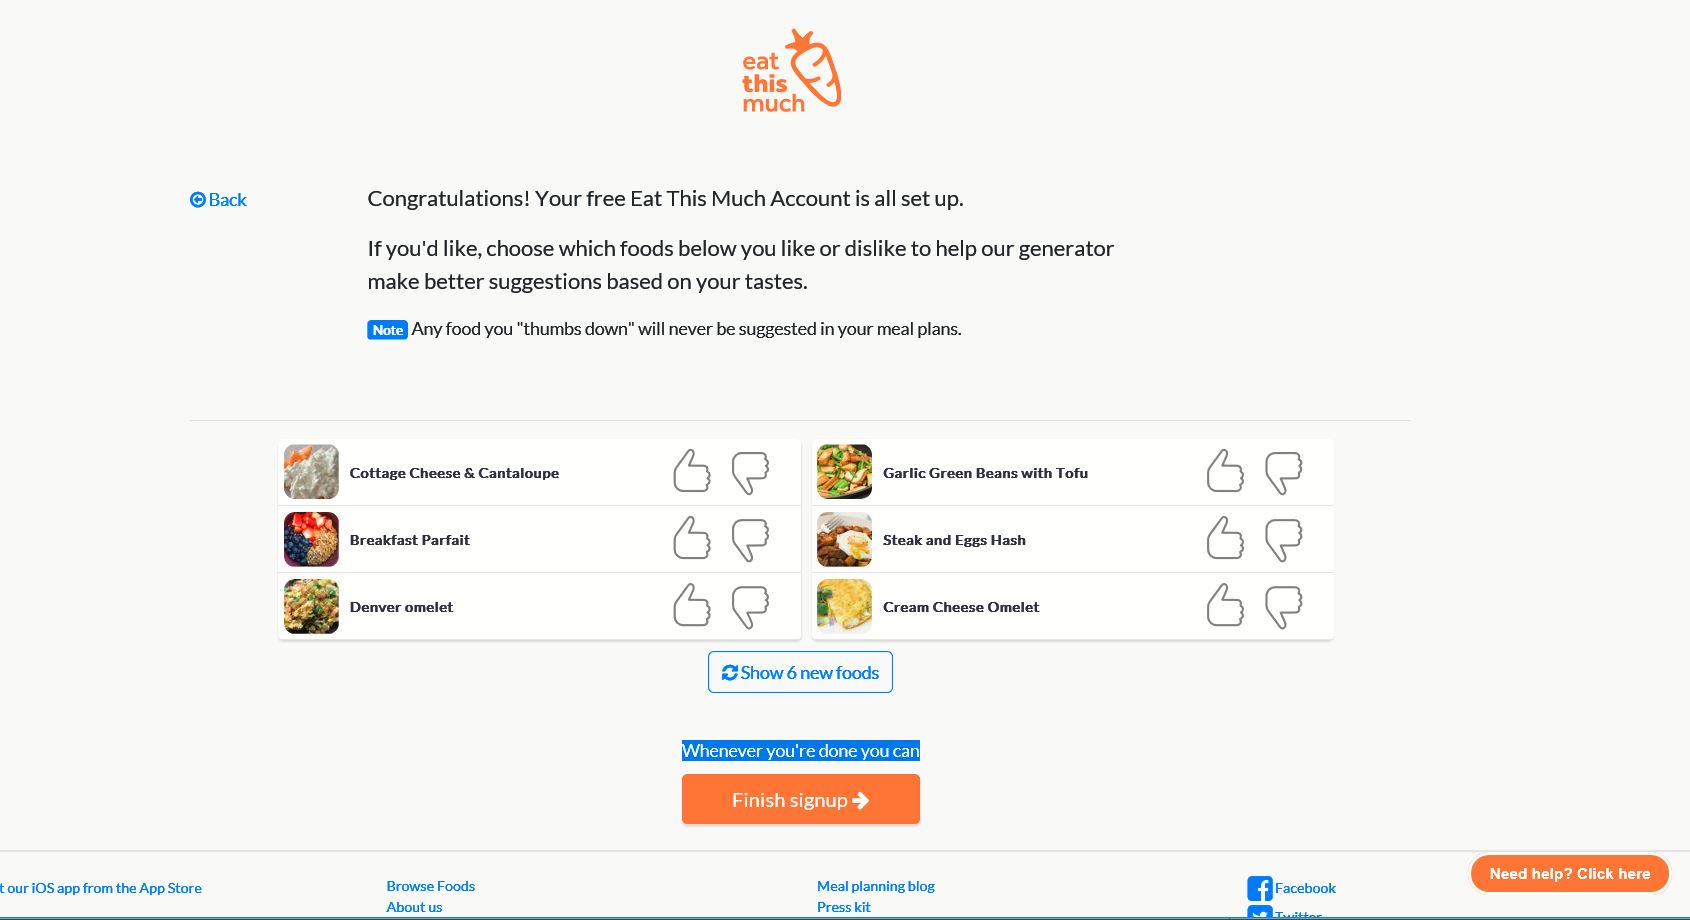 eat
this
much
Back
Congratulations! Your free Eat This Much Account is all set up.
If you'd like, choose which foods below you like or dislike to help our generator
make better suggestions based on your tastes.
Note Any food you "thumbs down" will never be suggested in your meal plans.
Cottage Cheese & Cantaloupe
Garlic Green Beans with Tofu
Breakfast Parfait
Steak and Eggs Hash
Denver omelet
Cream Cheese Omelet
Show 6 new foods
Whenever you're done you can
Finish signup
Need help? Click here
t our iOS app from the App Store
Browse Foods
Meal planning blog
Facebook
About us
Press kit
Twitter